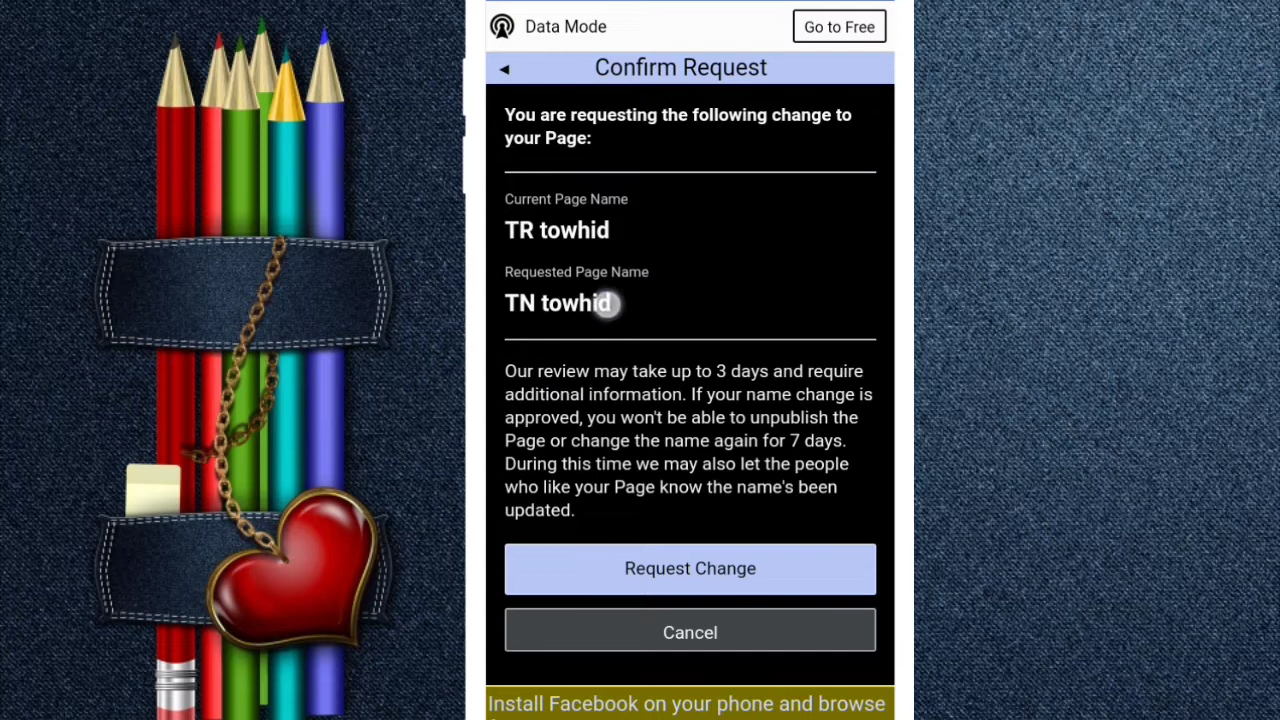 Data Mode
Go to Free
Confirm Request
You are requesting the following change to
your Page:
Current Page Name
TR towhid
Requested Page Name
TN towhid
Our review may take up to 3 days and require
additional information. If your name change is
approved, you won't be able to unpublish the
Page or change the name again for 7 days.
During this time we may also let the people
who like your Page know the name's been
updated.
Request Change
Cancel
Install Facebook on your phone and browse